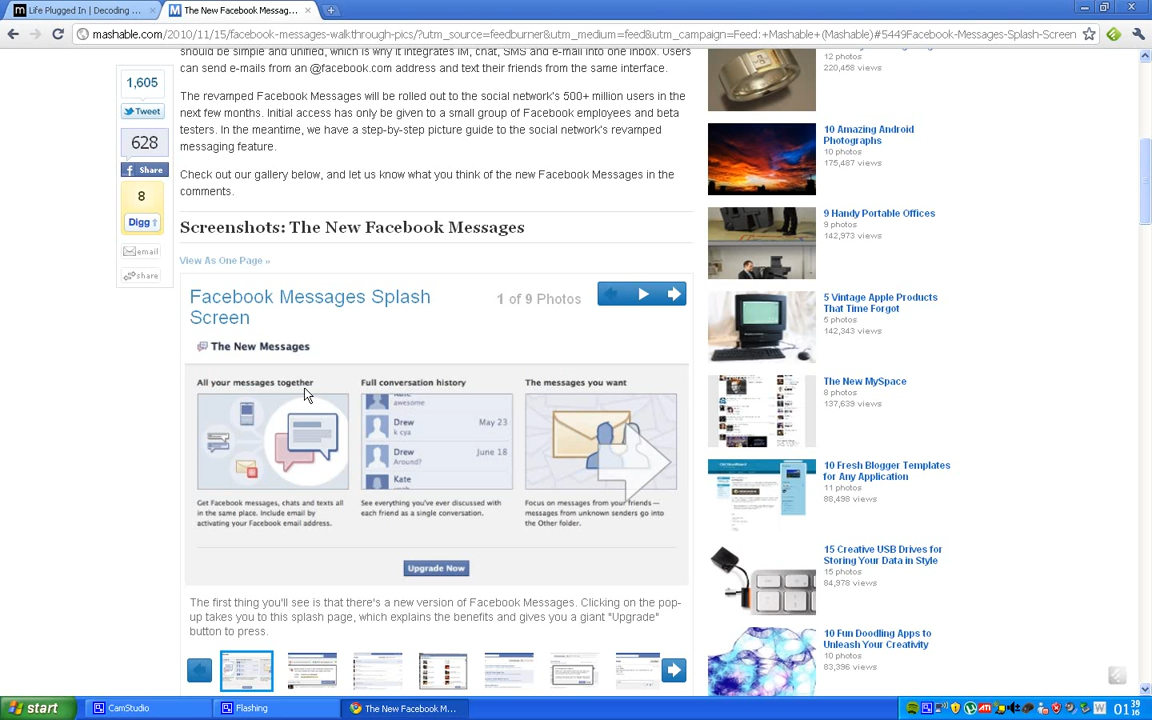 Life Plugged In | Decoding ...
The New Facebook Messag...
mashable.com/2010/11/15/facebook-messages-walkthrough-pics/?utm_source=feedburner&utm_medium=feed&utm_campaign=Feed:+Mashable+(Mashable)#5449Facebook-Messages-Splash-Screen
should be simple and unified, which is why it integrates IM, chat, SMS and e-mail into one inbox. Users
can send e-mails from an @facebook.com address and text their friends from the same interface.
The revamped Facebook Messages will be rolled out to the social network's 500+ million users in the
next few months. Initial access has only be given to a small group of Facebook employees and beta
testers. In the meantime, we have a step-by-step picture guide to the social network's revamped
messaging feature.
Check out our gallery below, and let us know what you think of the new Facebook Messages in the
comments.
1,605
Tweet
628
Share
8
Digg
email
share
Screenshots: The New Facebook Messages
View As One Page »
Facebook Messages Splash
Screen
1 of 9 Photos
The New Messages
All your messages together
Full conversation history
The messages you want
awesome
Drew May 23
k cya
Drew June 18
Around?
Kate
Get Facebook messages, chats and texts all
in the same place. Include email by
activating your Facebook email address.
See everything you've ever discussed with
each friend as a single conversation.
Focus on messages from your friends —
messages from unknown senders go into
the Other folder.
Upgrade Now
The first thing you'll see is that there's a new version of Facebook Messages. Clicking on the pop-
up takes you to this splash page, which explains the benefits and gives you a giant "Upgrade"
button to press.
12 photos
220,458 views
10 Amazing Android
Photographs
10 photos
175,487 views
9 Handy Portable Offices
9 photos
142,973 views
5 Vintage Apple Products
That Time Forgot
5 photos
142,343 views
The New MySpace
8 photos
137,639 views
10 Fresh Blogger Templates
for Any Application
11 photos
88,498 views
15 Creative USB Drives for
Storing Your Data in Style
15 photos
84,978 views
10 Fun Doodling Apps to
Unleash Your Creativity
10 photos
83,396 views
start
CamStudio
Flashing
The New Facebook M...
01:39
16